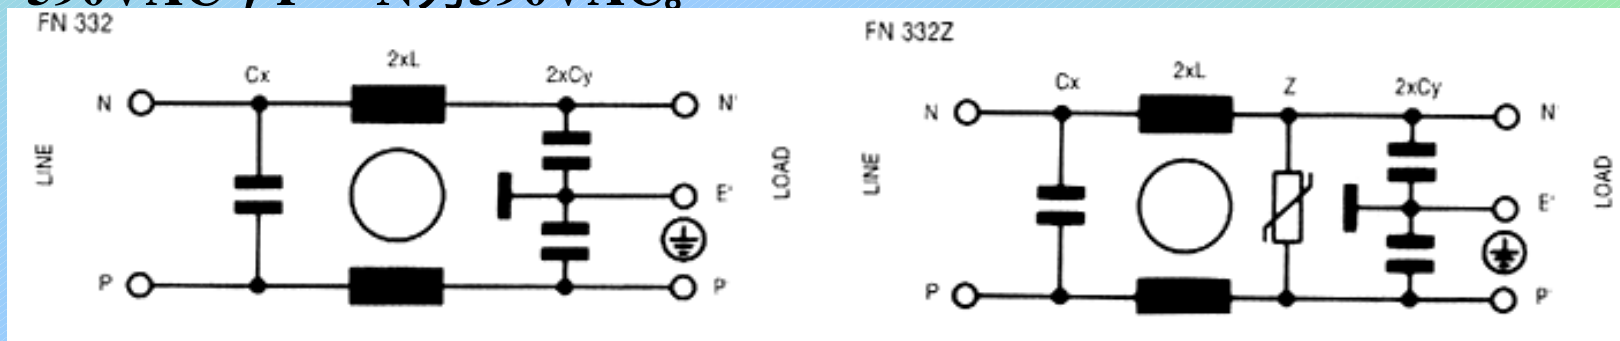 FN 332
FN 332Z
Cx 2xL 2xCy
N N'
LINE E' LOAD
P P'
Cx 2xL Z 2xCy
N N'
LINE E' LOAD
P P'